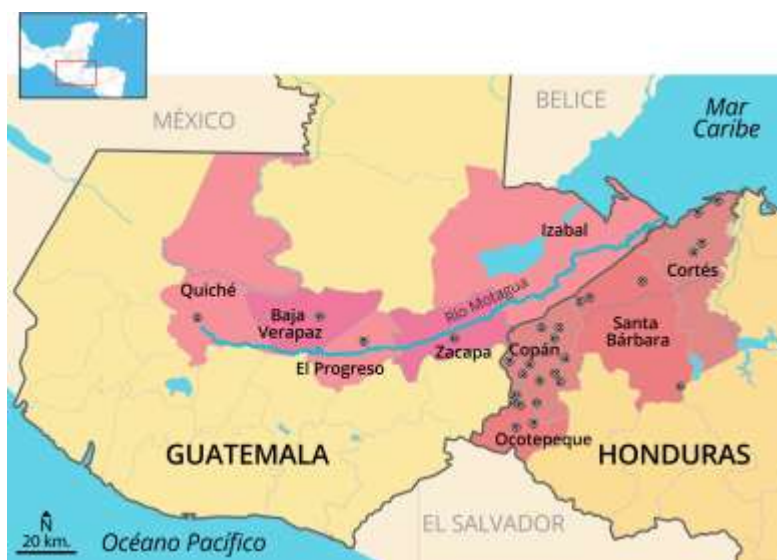 MÉXICO
BELICE
Mar
Caribe
Izabal
Quiché
Cortés
Río Motagua
Baja
Verapaz
Santa
Bárbara
Zacapa
Copán
El Progreso
Ocotepeque
GUATEMALA
HONDURAS
N
20 km.
Océano Pacífico
EL SALVADOR